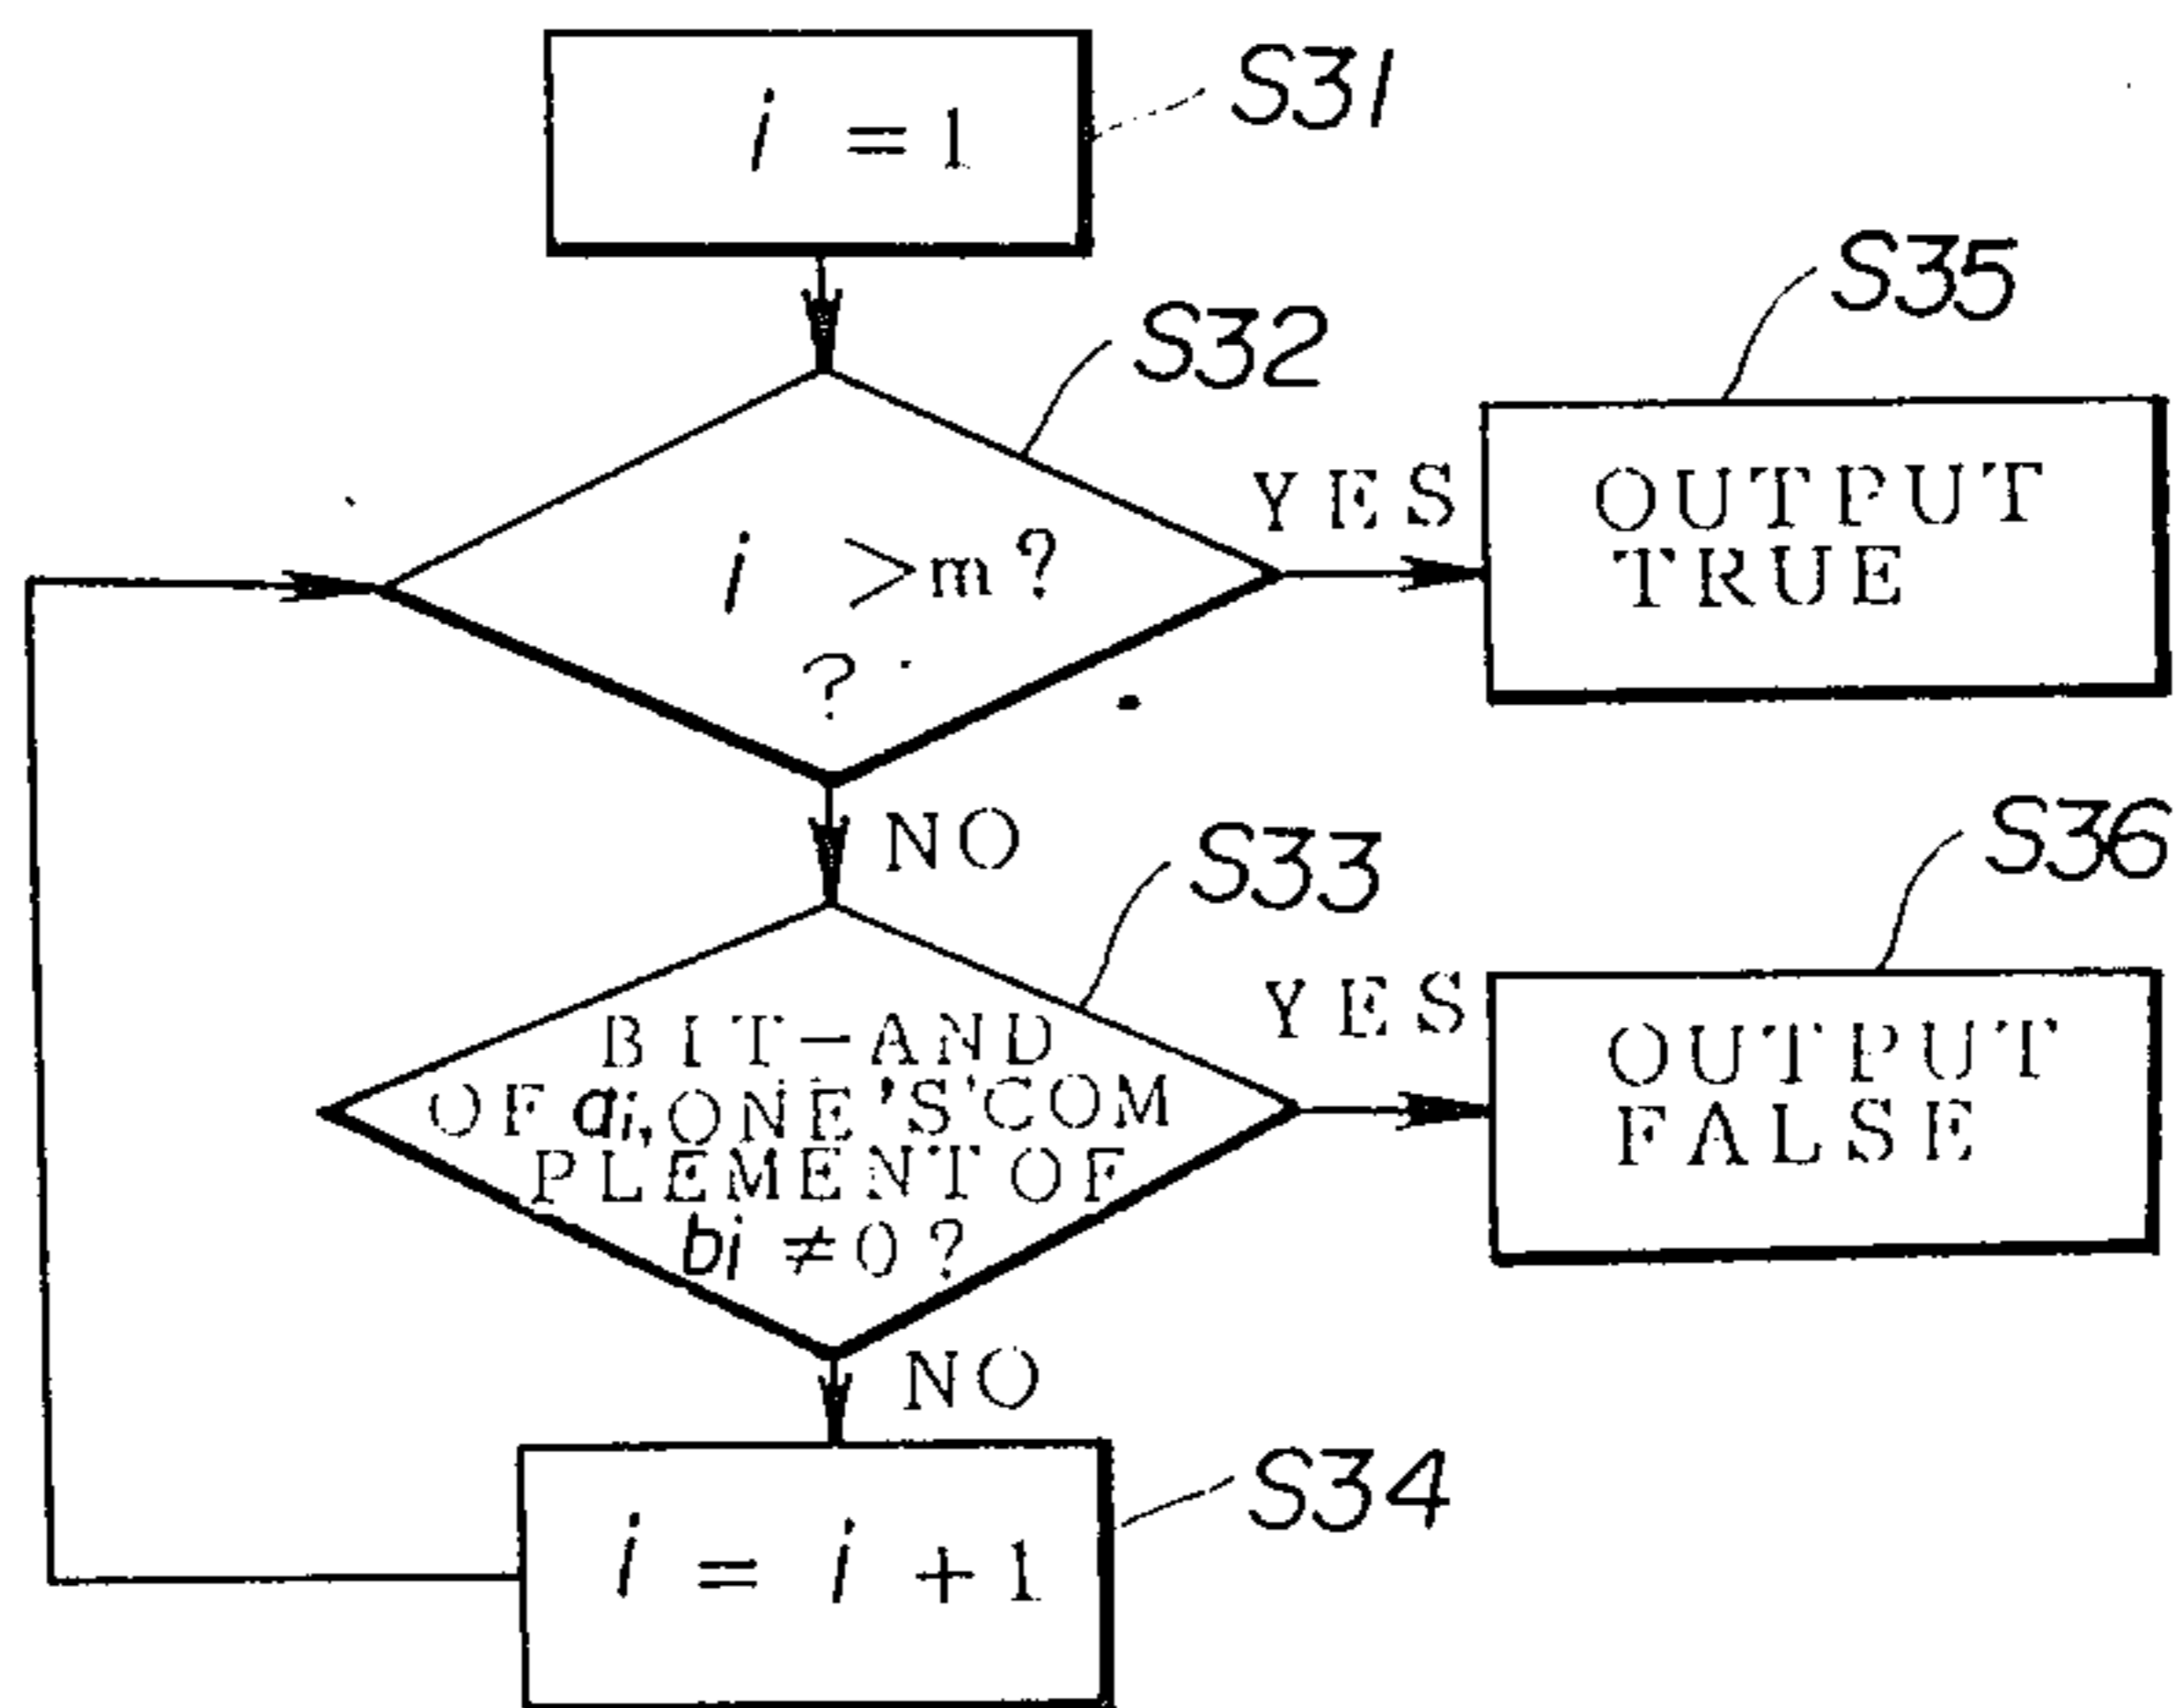 i = 1
S31
S32
i > m ?
?
YES
S35
OUTPUT
TRUE
NO
S33
BIT-AND
OF ai, ONE'S COM
PLEMENT OF
bi ≠ 0 ?
YES
S36
OUTPUT
FALSE
NO
S34
i = i + 1